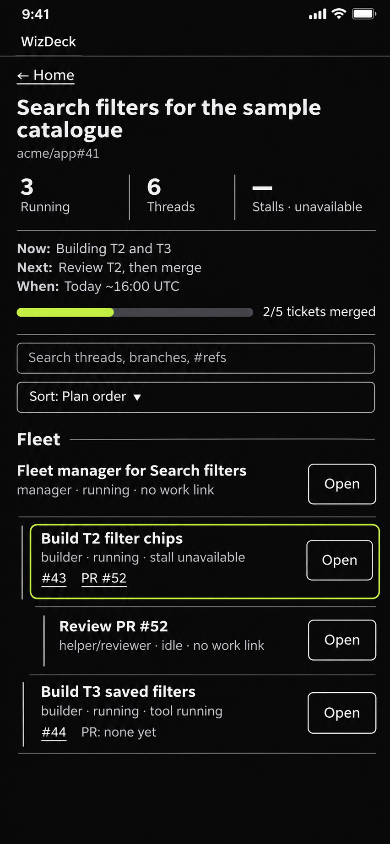 9:41
WizDeck
← Home
Search filters for the sample
catalogue
acme/app#41
3
Running
6
Threads
—
Stalls · unavailable
Now: Building T2 and T3
Next: Review T2, then merge
When: Today ~16:00 UTC
2/5 tickets merged
Search threads, branches, #refs
Sort: Plan order ▼
Fleet
Fleet manager for Search filters
manager · running · no work link
Open
Build T2 filter chips
builder · running · stall unavailable
#43 PR #52
Open
Review PR #52
helper/reviewer · idle · no work link
Open
Build T3 saved filters
builder · running · tool running
#44 PR: none yet
Open